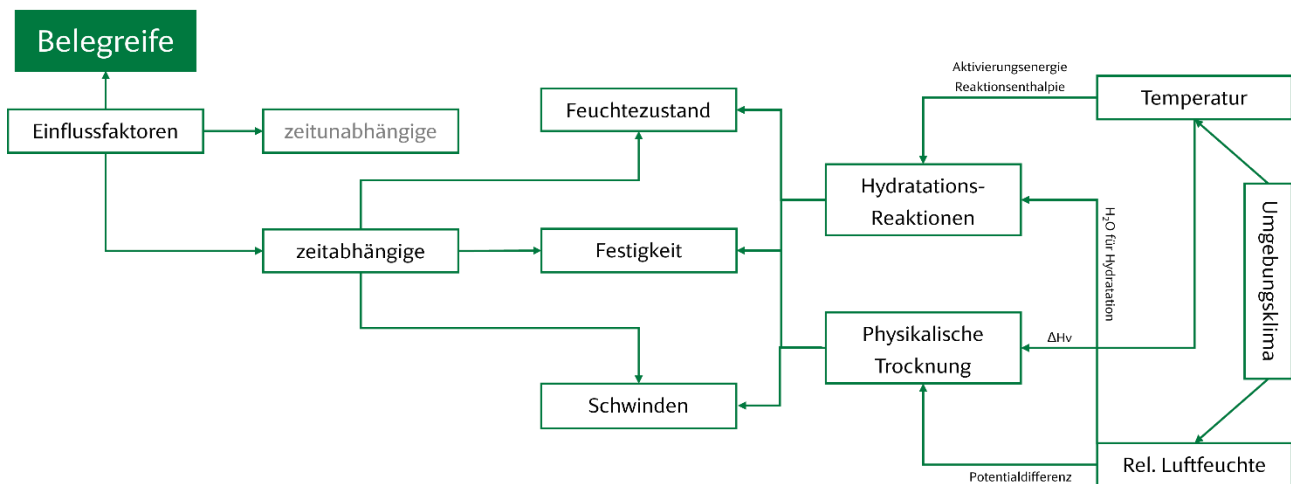 Belegreife
Einflussfaktoren
zeitunabhängige
zeitabhängige
Feuchtezustand
Festigkeit
Schwinden
Hydratations-
Reaktionen
Physikalische
Trocknung
Aktivierungsenergie
Reaktionsenthalpie
Temperatur
H₂O für Hydratation
ΔHv
Umgebungsklima
Potentialdifferenz
Rel. Luftfeuchte